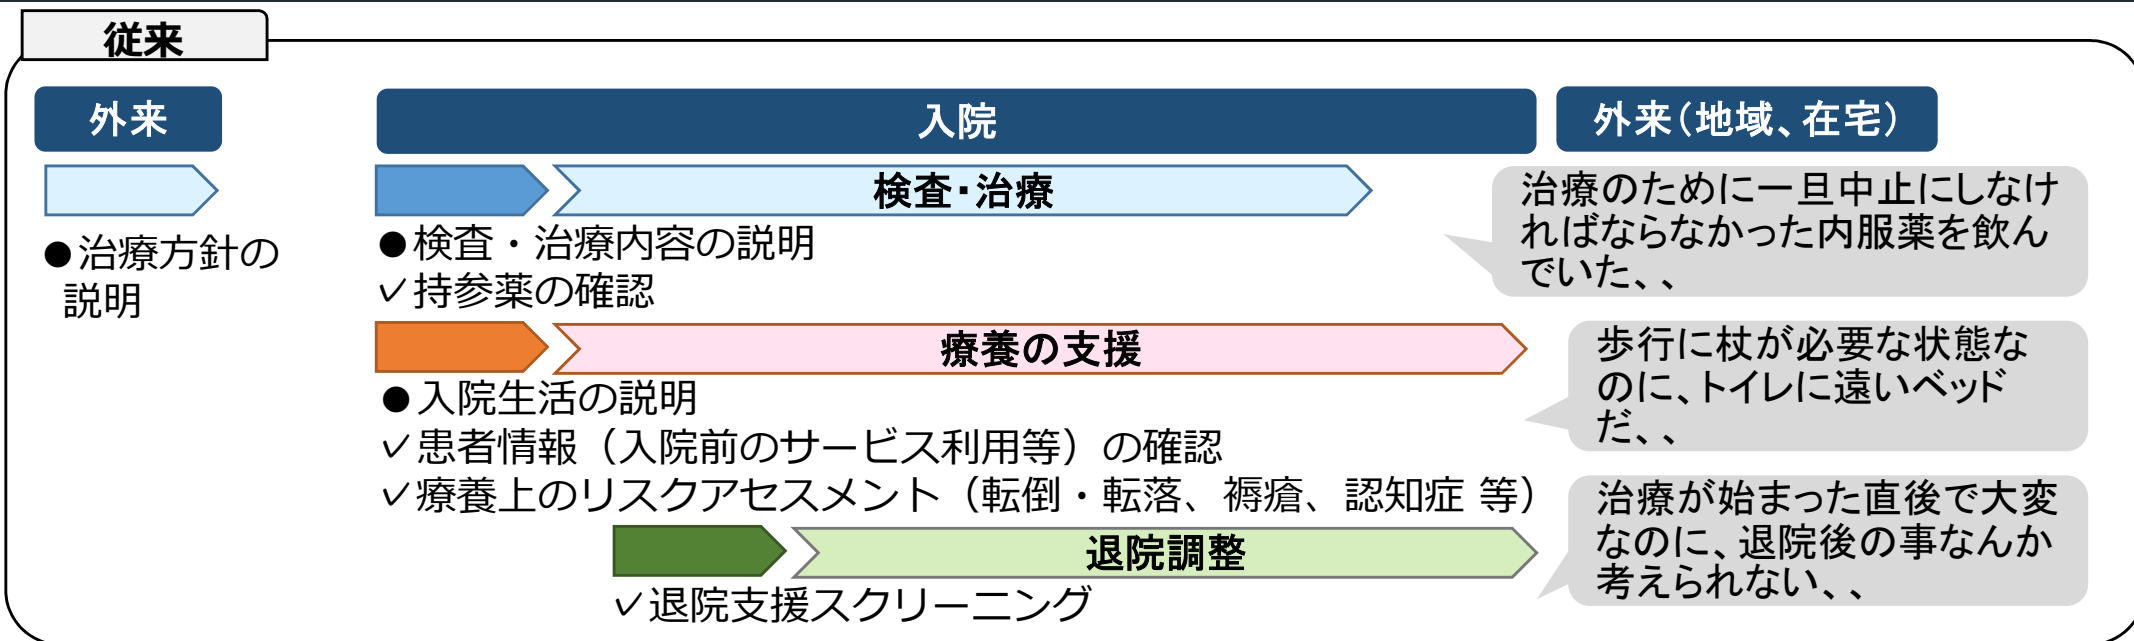 従来
外来
入院
外来(地域、在宅)
検査・治療
●治療方針の
説明
●検査・治療内容の説明
✓持参薬の確認
治療のために一旦中止にしなけ
ればならなかった内服薬を飲ん
でいた、、
療養の支援
●入院生活の説明
✓患者情報（入院前のサービス利用等）の確認
✓療養上のリスクアセスメント（転倒・転落、褥瘡、認知症 等）
歩行に杖が必要な状態な
のに、トイレに遠いベッド
だ、、
退院調整
✓退院支援スクリーニング
治療が始まった直後で大変
なのに、退院後の事なんか
考えられない、、